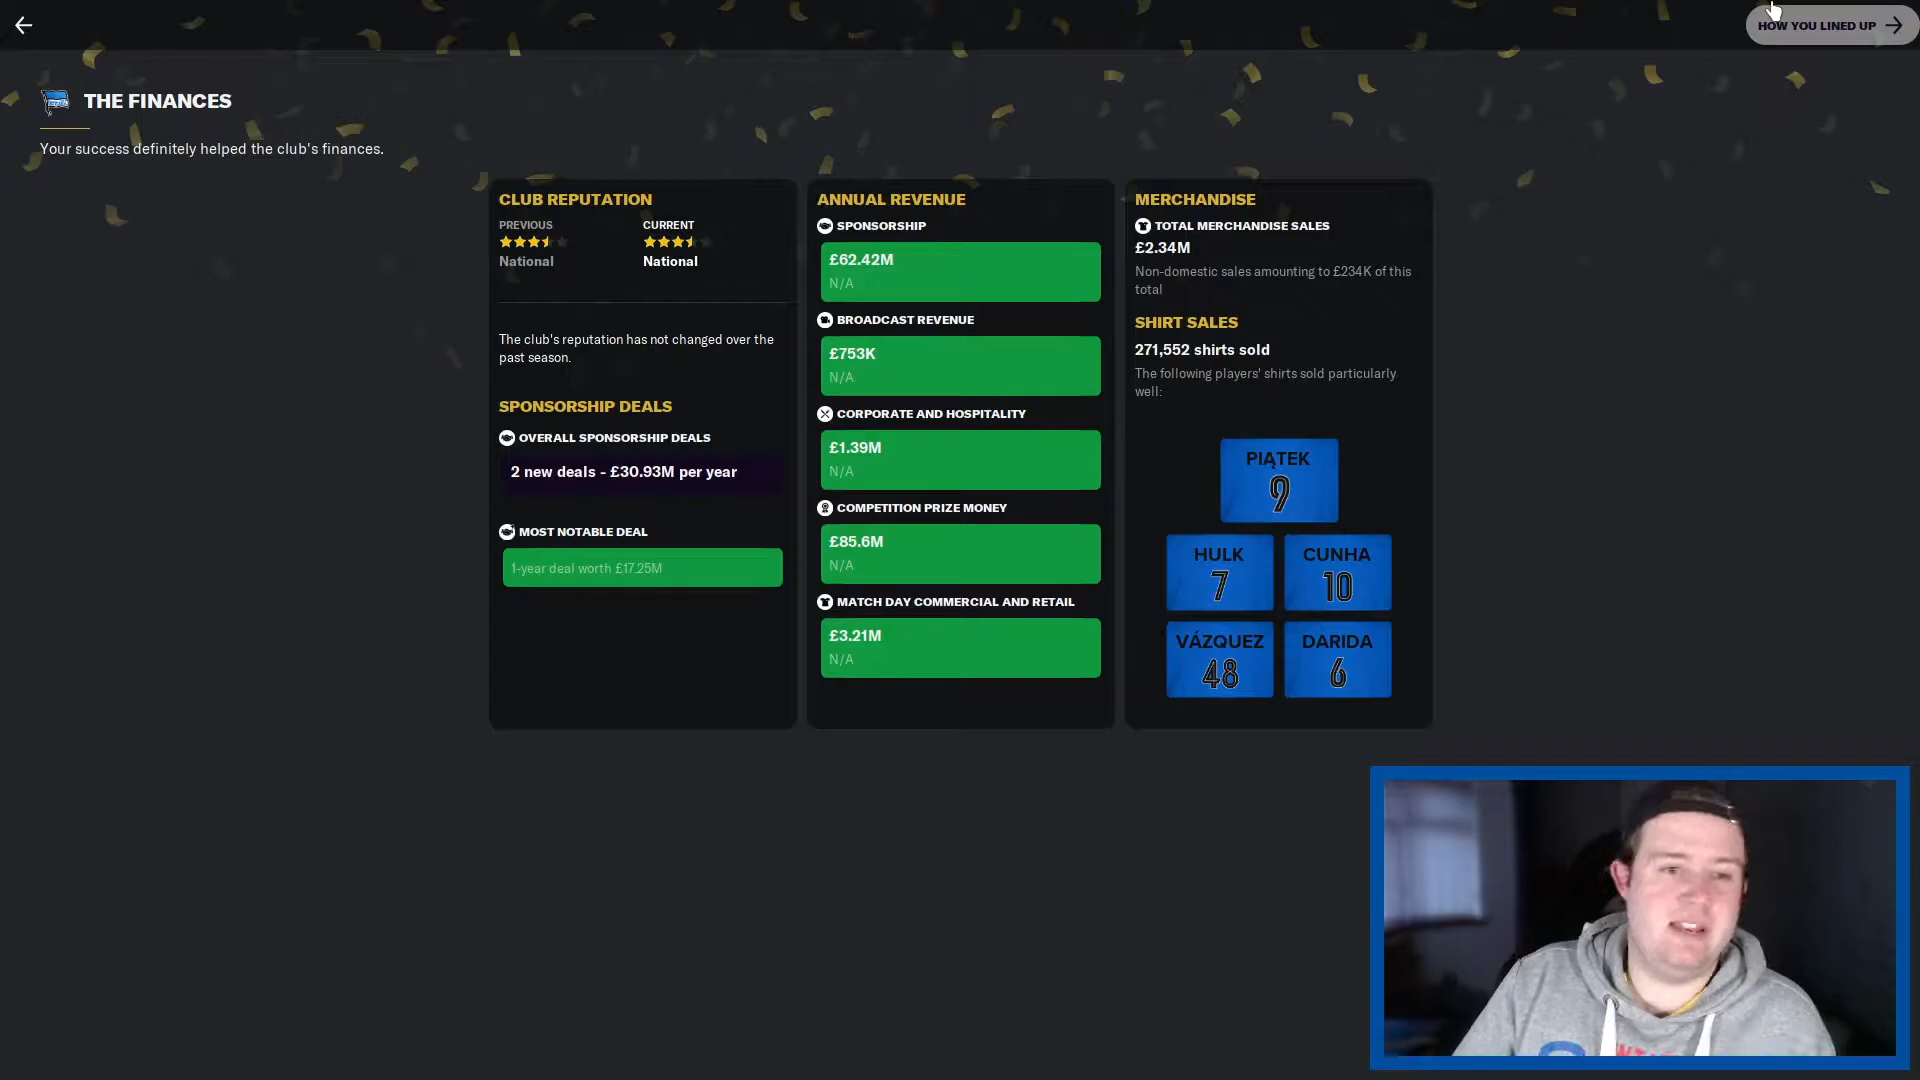 HOW YOU LINED UP
THE FINANCES
Your success definitely helped the club's finances.
CLUB REPUTATION
PREVIOUS
CURRENT
National
National
The club's reputation has not changed over the
past season.
SPONSORSHIP DEALS
OVERALL SPONSORSHIP DEALS
2 new deals - £30.93M per year
MOST NOTABLE DEAL
1-year deal worth £17.25M
ANNUAL REVENUE
SPONSORSHIP
£62.42M
N/A
BROADCAST REVENUE
£753K
N/A
CORPORATE AND HOSPITALITY
£1.39M
N/A
COMPETITION PRIZE MONEY
£85.6M
N/A
MATCH DAY COMMERCIAL AND RETAIL
£3.21M
N/A
MERCHANDISE
TOTAL MERCHANDISE SALES
£2.34M
Non-domestic sales amounting to £234K of this
total
SHIRT SALES
271,552 shirts sold
The following players' shirts sold particularly
well:
PIĄTEK
9
HULK
7
CUNHA
10
VÁZQUEZ
48
DARIDA
6